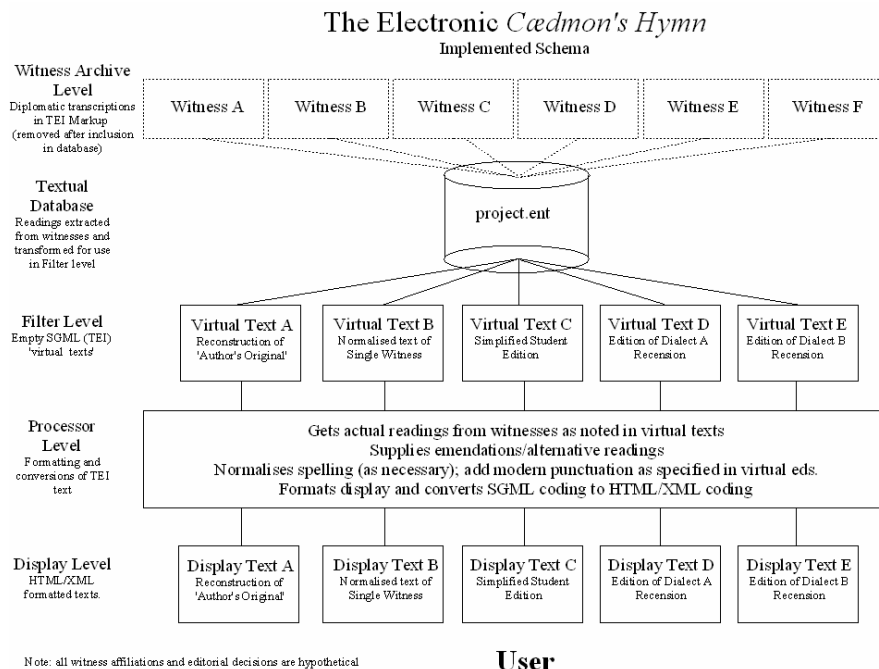 The Electronic Cædmon's Hymn
Implemented Schema
Witness Archive
Level
Diplomatic transcriptions
in TEI Markup
(removed after inclusion
in database)
Witness A
Witness B
Witness C
Witness D
Witness E
Witness F
Textual
Database
Readings extracted
from witnesses and
transformed for use
in Filter level
project.ent
Filter Level
Empty SGML (TEI)
'virtual texts'
Virtual Text A
Reconstruction of
'Author's Original'
Virtual Text B
Normalised text of
Single Witness
Virtual Text C
Simplified Student
Edition
Virtual Text D
Edition of Dialect A
Recension
Virtual Text E
Edition of Dialect B
Recension
Processor
Level
Formatting and
conversions of TEI
text
Gets actual readings from witnesses as noted in virtual texts
Supplies emendations/alternative readings
Normalises spelling (as necessary); add modern punctuation as specified in virtual eds.
Formats display and converts SGML coding to HTML/XML coding
Display Level
HTML/XML
formatted texts.
Display Text A
Reconstruction of
'Author's Original'
Display Text B
Normalised text of
Single Witness
Display Text C
Simplified Student
Edition
Display Text D
Edition of Dialect A
Recension
Display Text E
Edition of Dialect B
Recension
Note: all witness affiliations and editorial decisions are hypothetical
User